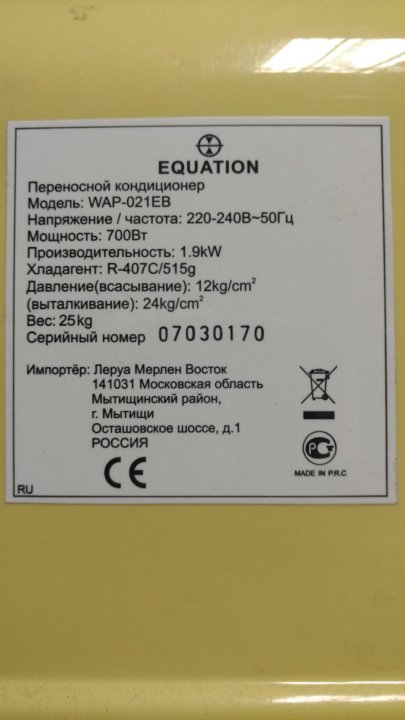 EQUATION
Переносной кондиционер
Модель: WAP-021EB
Напряжение / частота: 220-240В~50Гц
Мощность: 700Вт
Производительность: 1.9kW
Хладагент: R-407C/515g
Давление(всасывание): 12kg/cm²
(выталкивание): 24kg/cm²
Вес: 25kg
Серийный номер 07030170
Импортёр: Леруа Мерлен Восток
141031 Московская область
Мытищинский район,
г. Мытищи
Осташовское шоссе, д.1
РОССИЯ
CE
РС
MADE IN P.R.C
RU